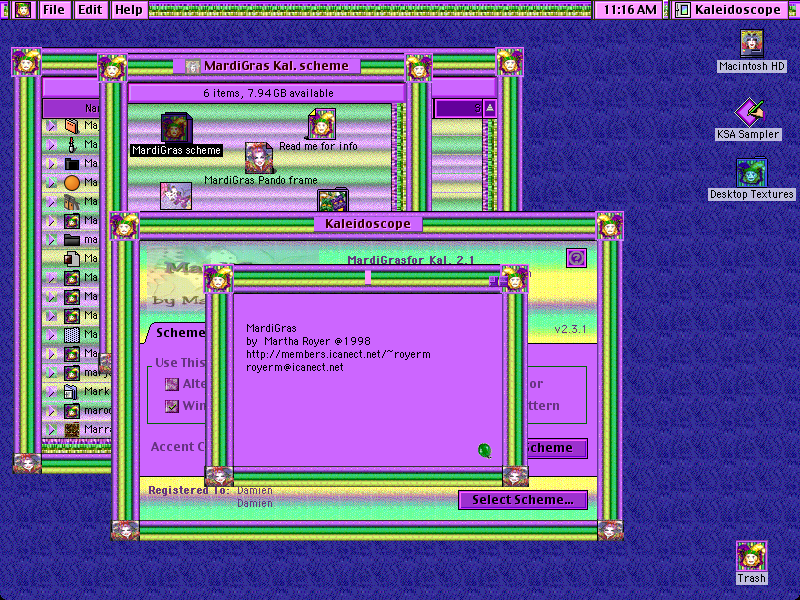 File Edit Help 11:16 AM Kaleidoscope
MardiGras Kal. scheme
6 items, 7.94 GB available
Na
MardiGras scheme
Read me for info
MardiGras Pando frame
Ma
Ma
Ma
Ma
Ma
Ma
ma
Ma
Ma
Ma
Ma
Ma
Ma
mar
Mark
maro
Marra
Macintosh HD
KSA Sampler
Desktop Textures
Trash
Kaleidoscope
MardiGrasfor Kal. 2.1
Ma
by Ma
v2.3.1
Scheme
Use This
Alte
or
Win
ttern
Accent C
cheme
Registered To: Damien
Damien
Select Scheme...
MardiGras
by Martha Royer @1998
http://members.icanect.net/~royerm
royerm@icanect.net